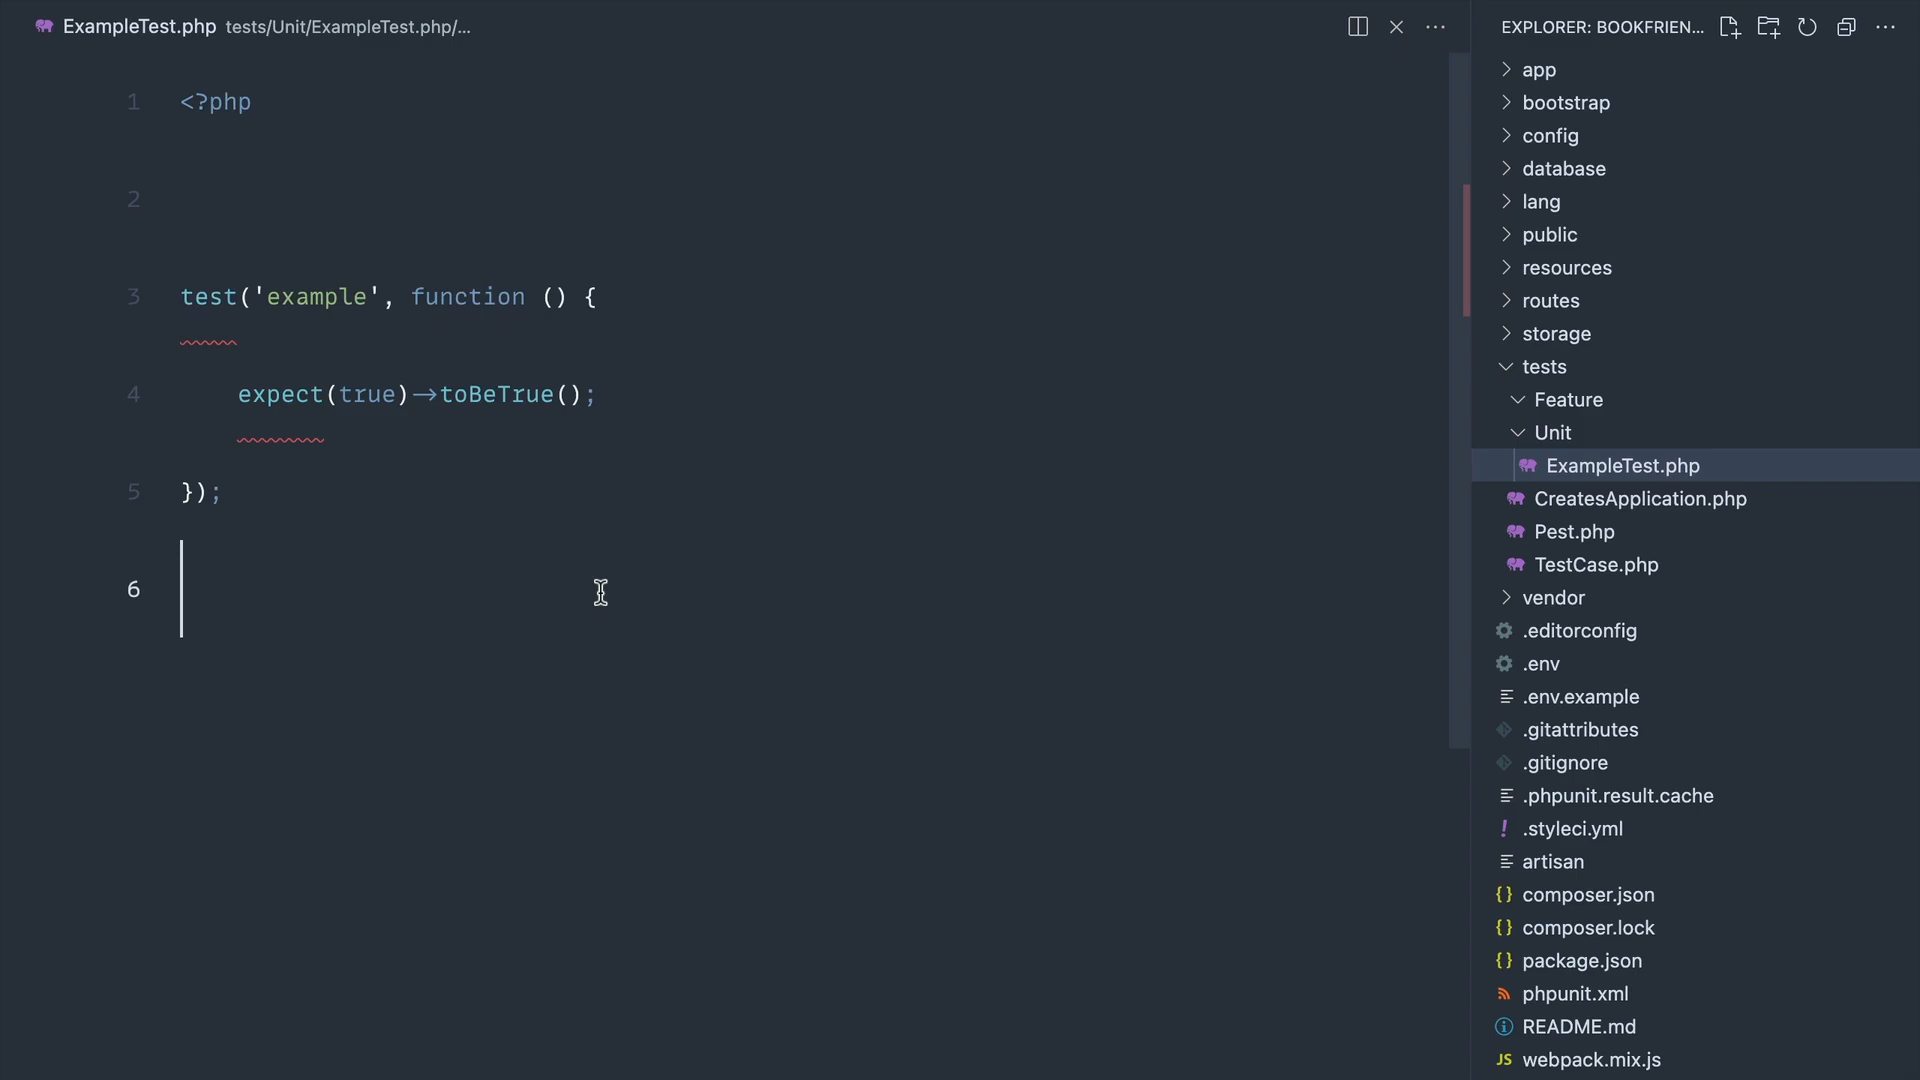 ExampleTest.php tests/Unit/ExampleTest.php/...
1 <?php
2
3 test('example', function () {
4 expect(true)->toBeTrue();
5 });
6
EXPLORER: BOOKFRIEN...
app
bootstrap
config
database
lang
public
resources
routes
storage
tests
Feature
Unit
ExampleTest.php
CreatesApplication.php
Pest.php
TestCase.php
vendor
.editorconfig
.env
.env.example
.gitattributes
.gitignore
.phpunit.result.cache
! .styleci.yml
artisan
{} composer.json
{} composer.lock
{} package.json
phpunit.xml
README.md
JS webpack.mix.js